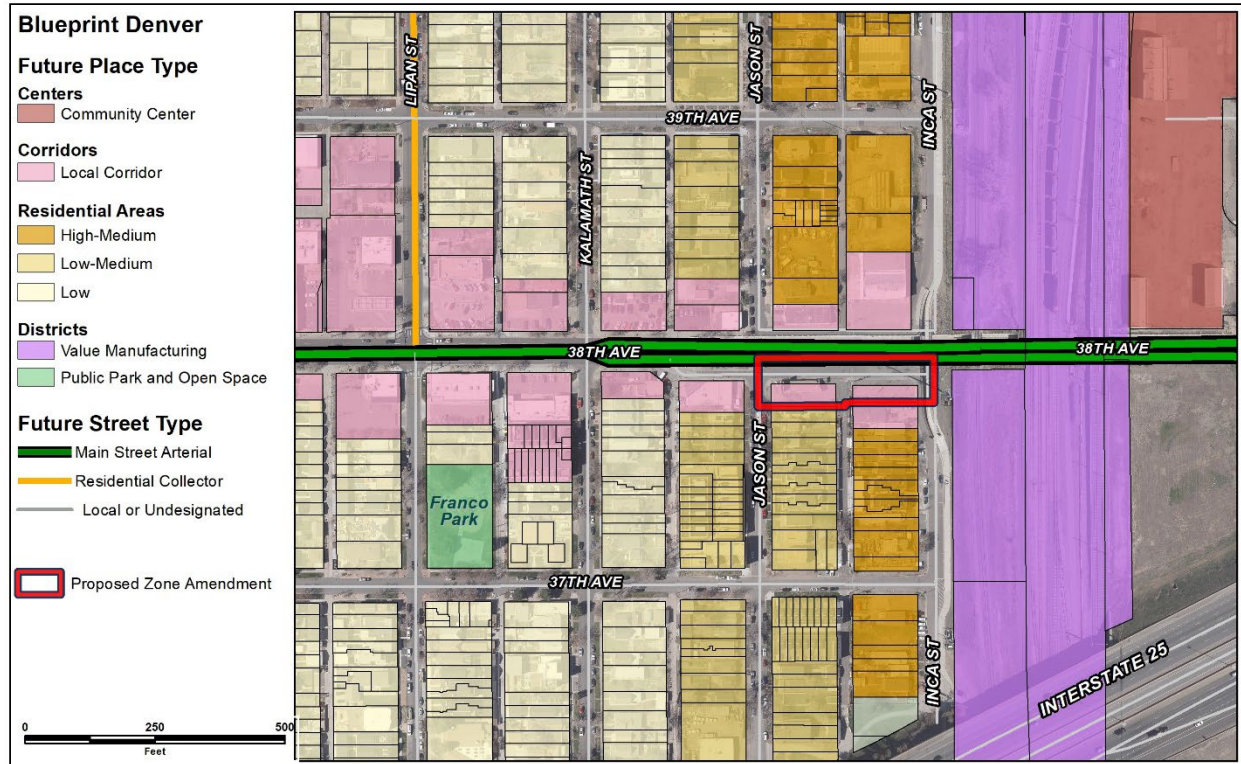 Blueprint Denver
Future Place Type
Centers
Community Center
Corridors
Local Corridor
Residential Areas
High-Medium
Low-Medium
Low
Districts
Value Manufacturing
Public Park and Open Space
Future Street Type
Main Street Arterial
Residential Collector
Local or Undesignated
Proposed Zone Amendment
0 250 500
Feet
LIPAN ST
JASON ST
INCA ST
39TH AVE
KALAMATH ST
38TH AVE
38TH AVE
JASON ST
Franco
Park
37TH AVE
INCA ST
INTERSTATE 25